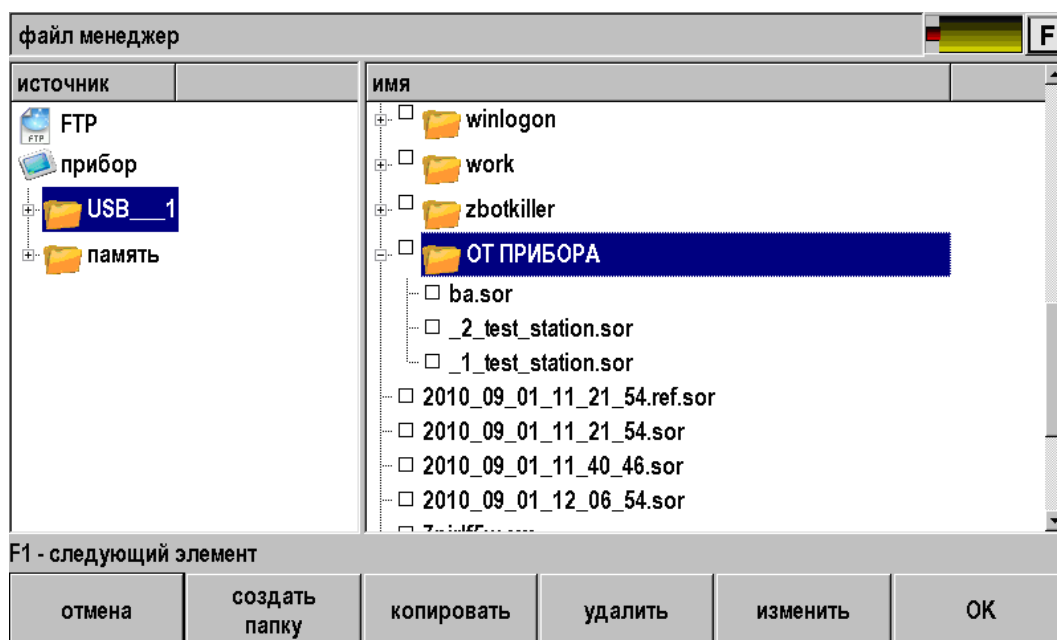 файл менеджер
F
источник
имя
FTP
FTP
прибор
USB___1
память
winlogon
work
zbotkiller
ОТ ПРИБОРА
ba.sor
_2_test_station.sor
_1_test_station.sor
2010_09_01_11_21_54.ref.sor
2010_09_01_11_21_54.sor
2010_09_01_11_40_46.sor
2010_09_01_12_06_54.sor
F1 - следующий элемент
отмена
создать
папку
копировать
удалить
изменить
OK